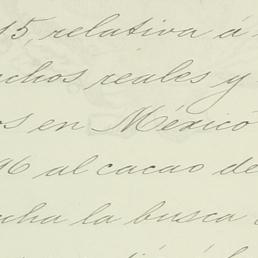 15, relativa á
chos reales y
os en México
96 al cacao de
cha la busca